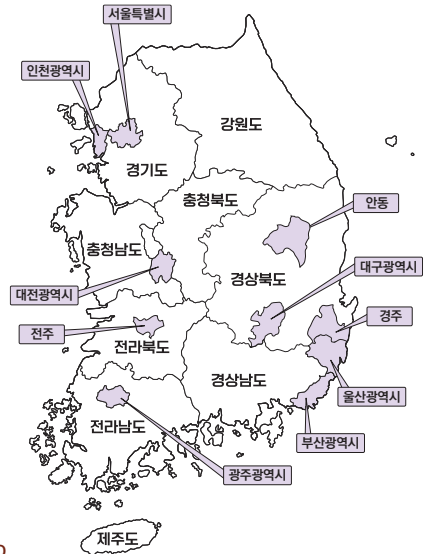 서울특별시
인천광역시
강원도
경기도
충청북도
안동
충청남도
대구광역시
경상북도
대전광역시
경주
전주
전라북도
경상남도
울산광역시
전라남도
부산광역시
광주광역시
제주도